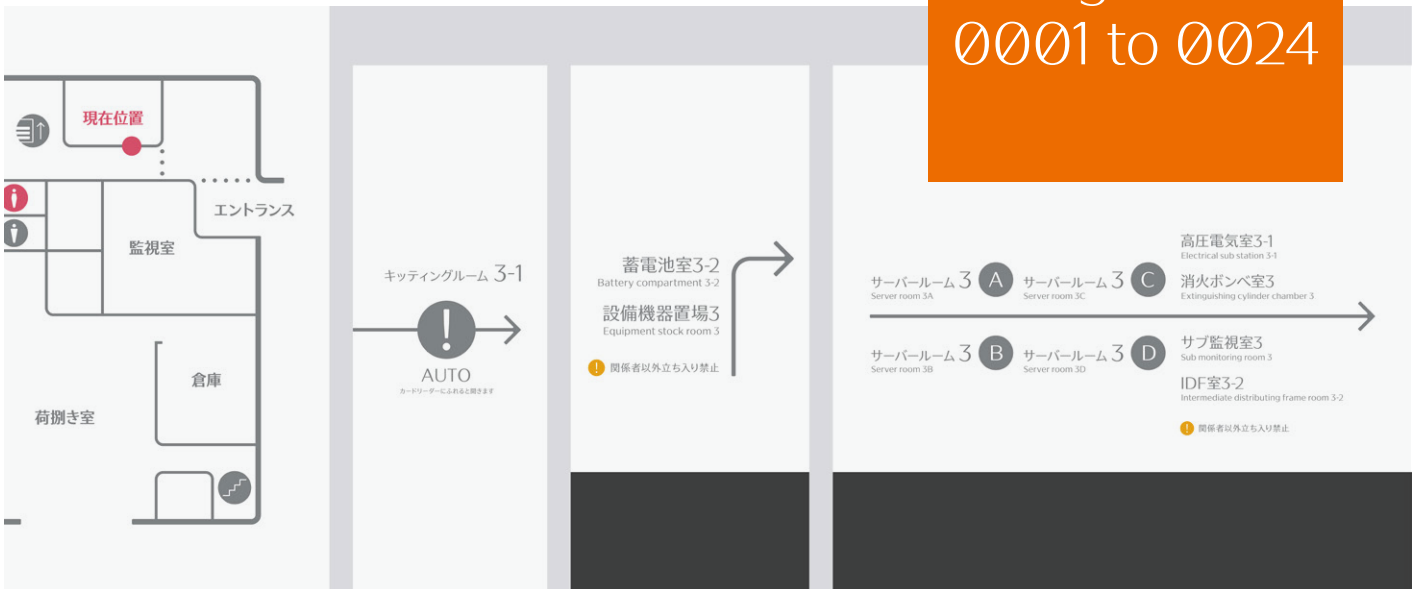 0001 to 0024
現在位置
エントランス
監視室
倉庫
荷捌き室
キッティングルーム 3-1
AUTO
カードリーダーにふれると開きます
蓄電池室3-2
Battery compartment 3-2
設備機器置場3
Equipment stock room 3
関係者以外立ち入り禁止
サーバールーム 3 A
Server room 3A
サーバールーム 3 C
Server room 3C
サーバールーム 3 B
Server room 3B
サーバールーム 3 D
Server room 3D
高圧電気室3-1
Electrical sub station 3-1
消火ボンベ室3
Extinguishing cylinder chamber 3
サブ監視室3
Sub monitoring room 3
IDF室3-2
Intermediate distributing frame room 3-2
関係者以外立ち入り禁止